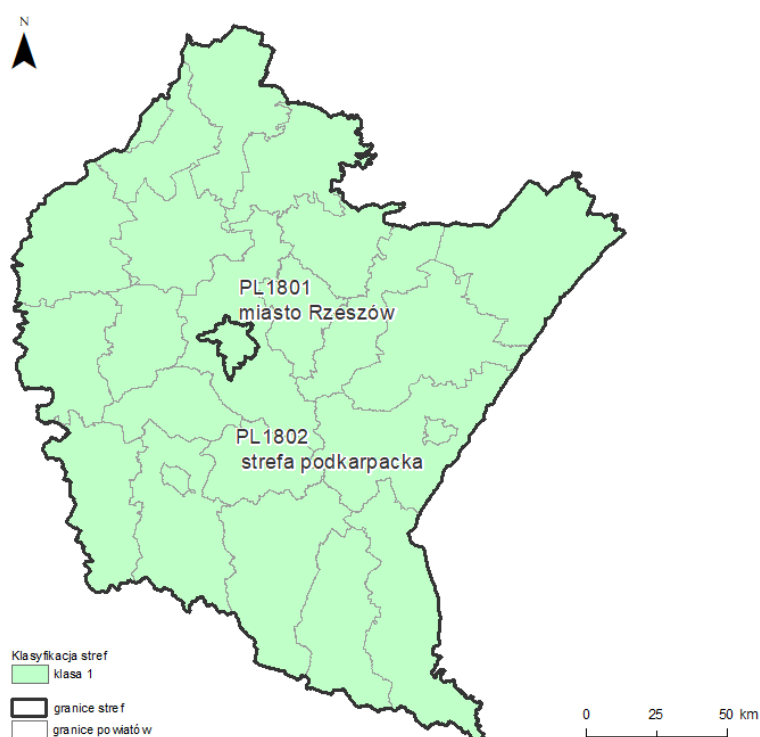 N
PL1801
miasto Rzeszów
PL1802
strefa podkarpacka
Klasyfikacja stref
klasa 1
granice stref
granice powiatów
0 25 50 km